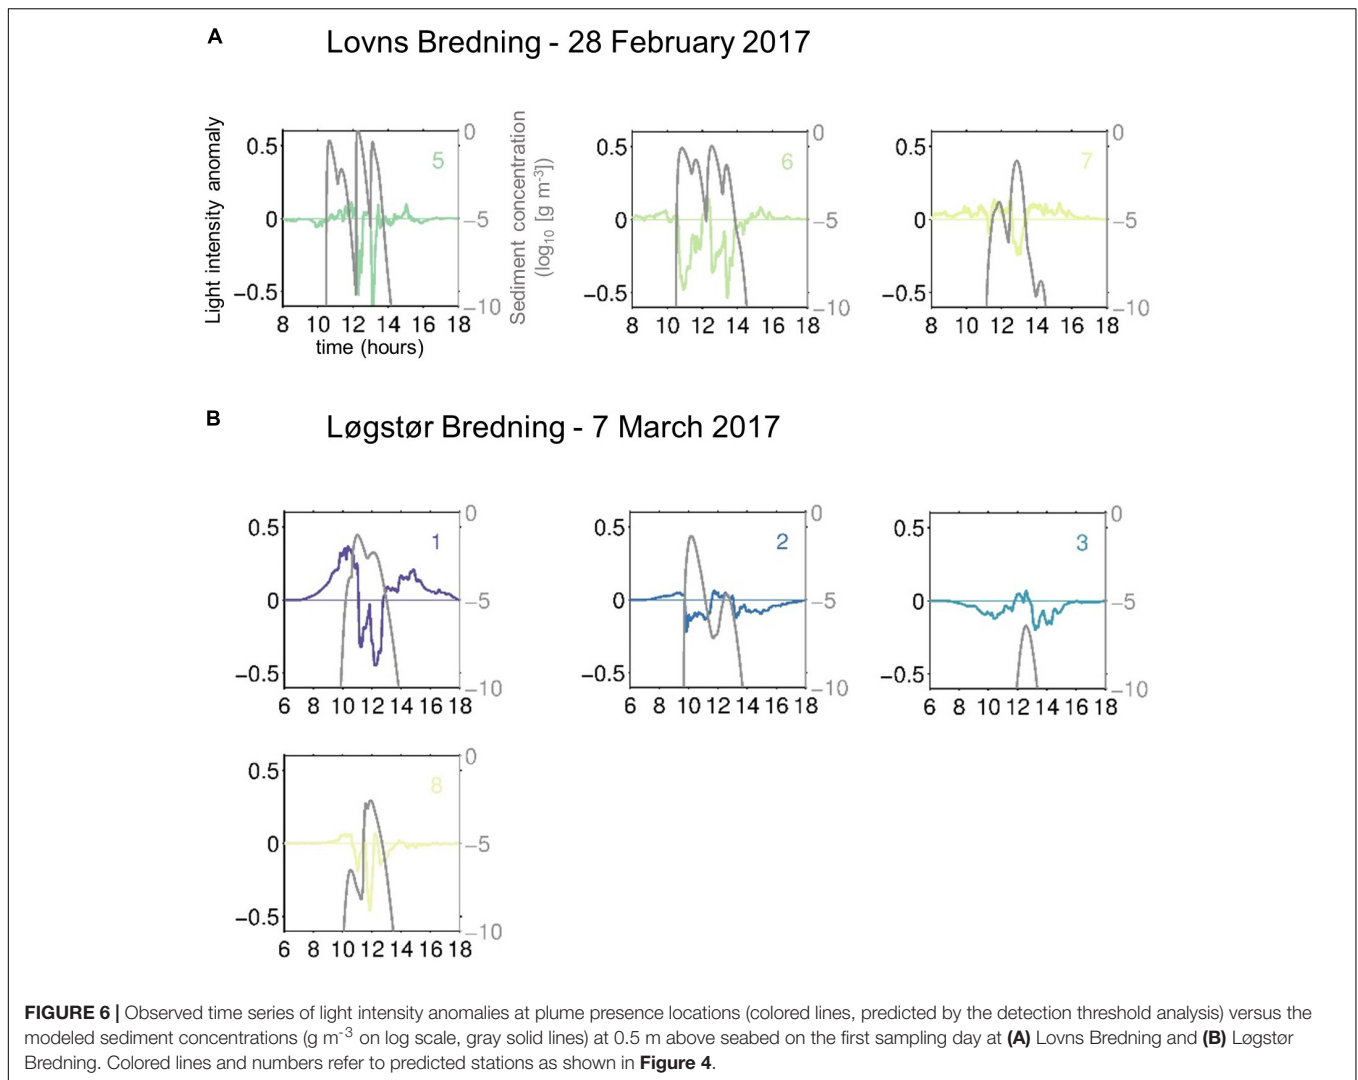 A
Lovns Bredning - 28 February 2017
Light intensity anomaly
0.5
0
−0.5
0
−5
−10
5
8 10 12 14 16 18
time (hours)
Sediment concentration
(log10 [g m-3])
0.5
0
−0.5
0
−5
−10
6
8 10 12 14 16 18
0.5
0
−0.5
0
−5
−10
7
8 10 12 14 16 18
B
Løgstør Bredning - 7 March 2017
0.5
0
−0.5
0
−5
−10
1
6 8 10 12 14 16 18
0.5
0
−0.5
0
−5
−10
2
6 8 10 12 14 16 18
0.5
0
−0.5
0
−5
−10
3
6 8 10 12 14 16 18
0.5
0
−0.5
0
−5
−10
8
6 8 10 12 14 16 18
FIGURE 6 | Observed time series of light intensity anomalies at plume presence locations (colored lines, predicted by the detection threshold analysis) versus the
modeled sediment concentrations (g m-3 on log scale, gray solid lines) at 0.5 m above seabed on the first sampling day at (A) Lovns Bredning and (B) Løgstør
Bredning. Colored lines and numbers refer to predicted stations as shown in Figure 4.